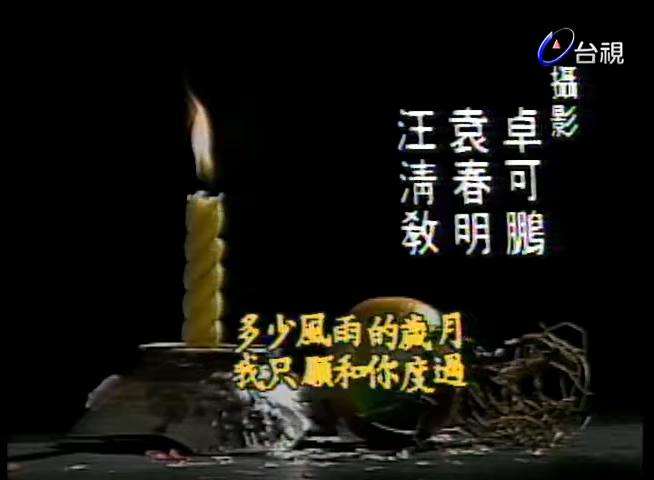 台視
攝影
卓可鵬
袁春明
汪清教
多少風雨的歲月
我只願和你度過